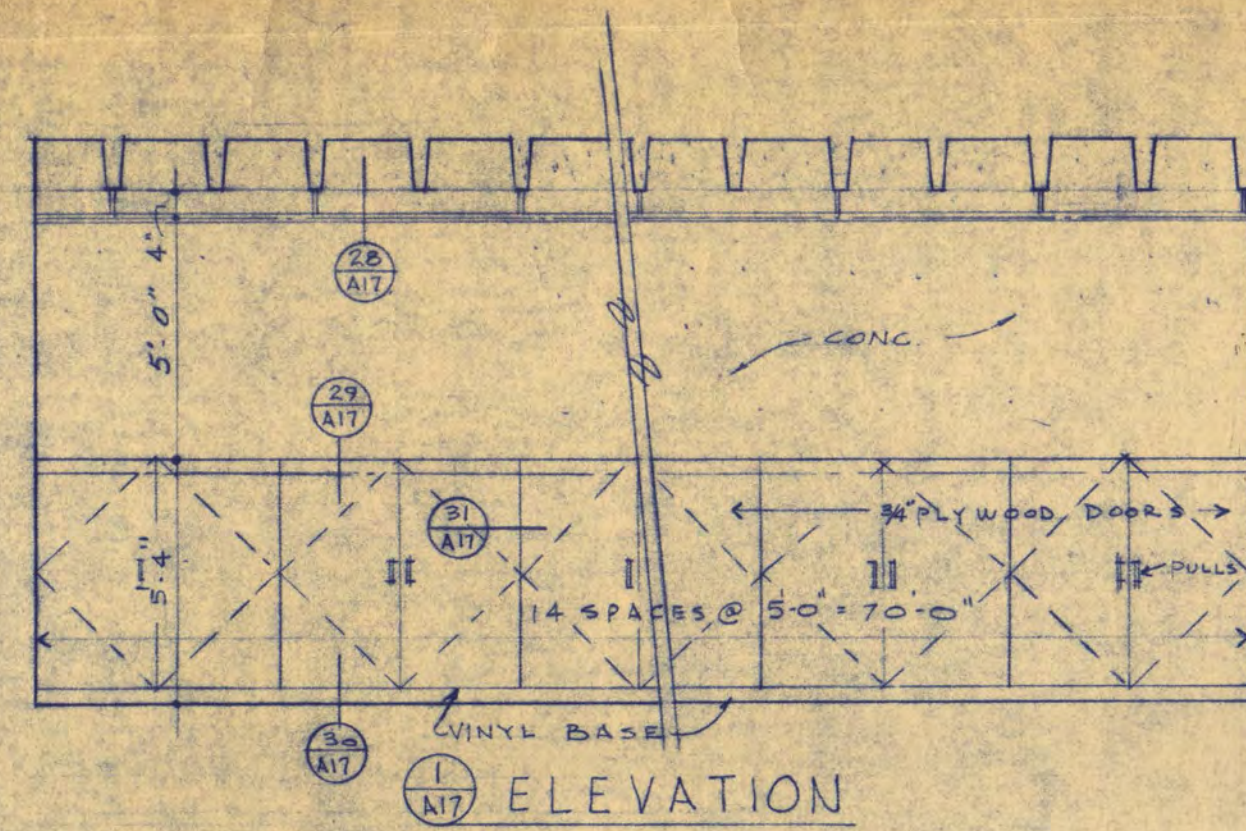 4"
5'-0"
28
A17
CONC.
29
A17
31
A17
3/4" PLYWOOD DOORS
5'-4"
PULLS
14 SPACES @ 5'-0" = 70'-0"
VINYL BASE
30
A17
1
A17
ELEVATION